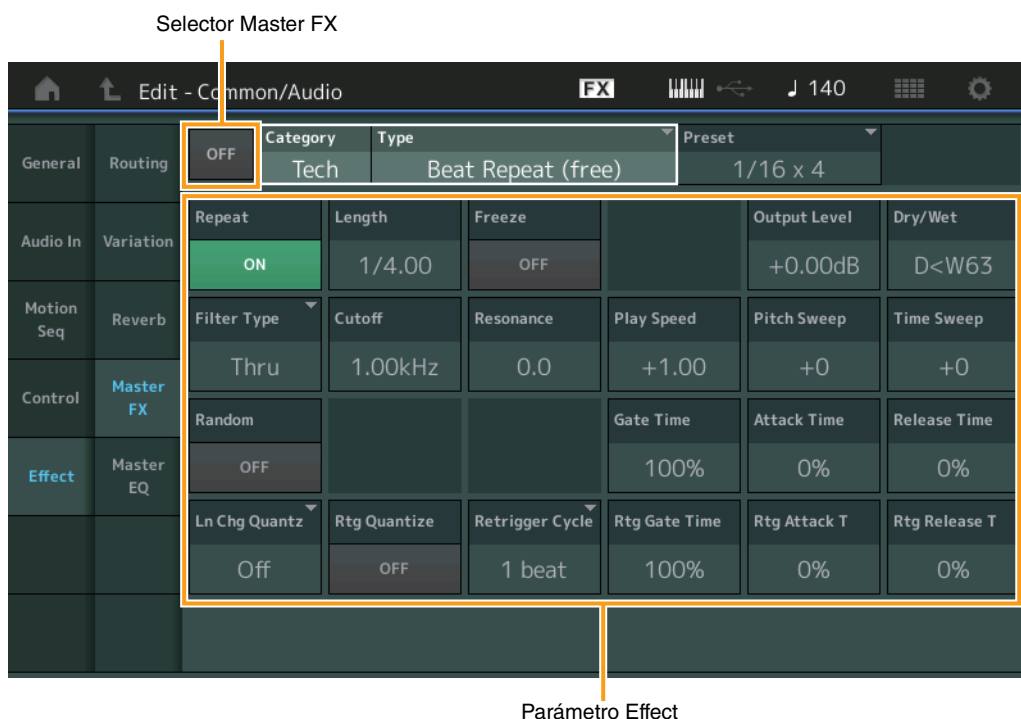 Selector Master FX
Edit - Common/Audio
FX
♩ 140
General
Routing
OFF
Category
Tech
Type
Beat Repeat (free)
Preset
1/16 x 4
Audio In
Variation
Repeat
ON
Length
1/4.00
Freeze
OFF
Output Level
+0.00dB
Dry/Wet
D<W63
Motion
Seq
Reverb
Filter Type
Thru
Cutoff
1.00kHz
Resonance
0.0
Play Speed
+1.00
Pitch Sweep
+0
Time Sweep
+0
Control
Master
FX
Random
OFF
Gate Time
100%
Attack Time
0%
Release Time
0%
Effect
Master
EQ
Ln Chg Quantz
Off
Rtg Quantize
OFF
Retrigger Cycle
1 beat
Rtg Gate Time
100%
Rtg Attack T
0%
Rtg Release T
0%
Parámetro Effect